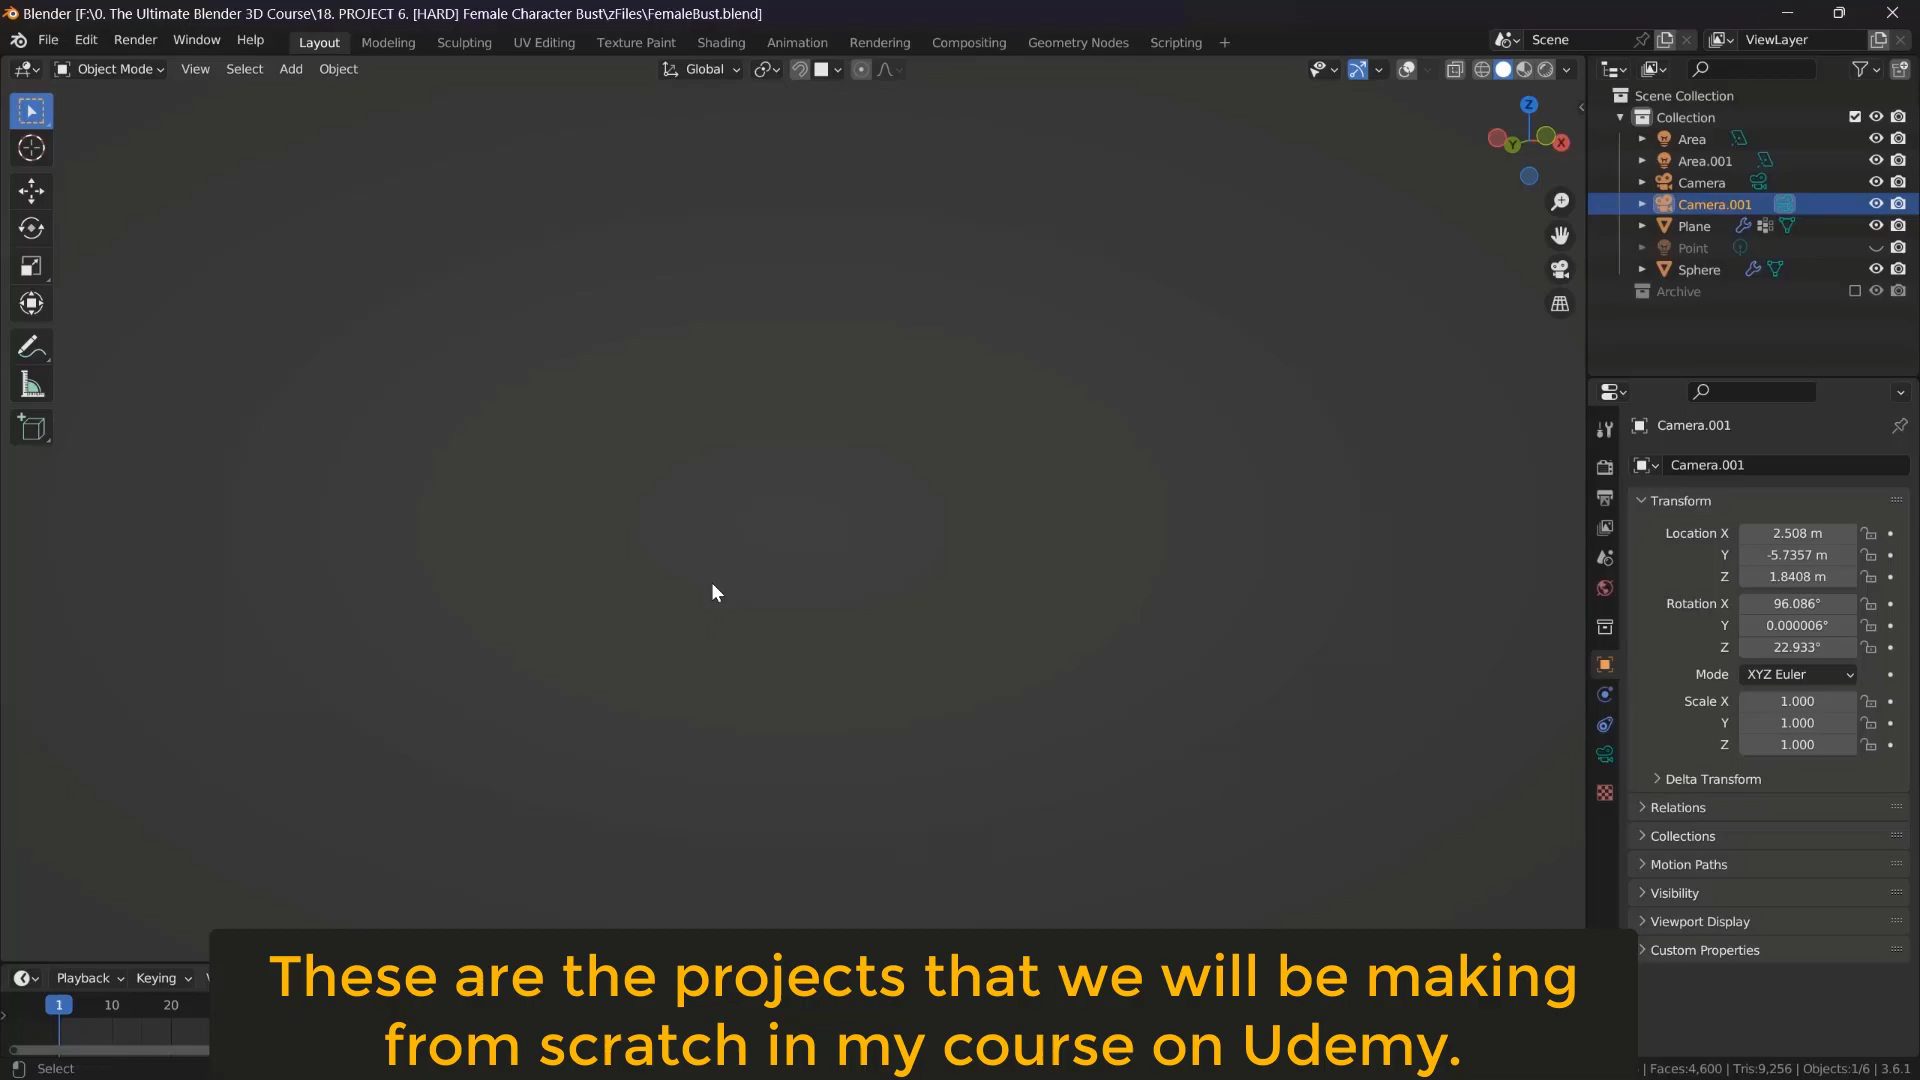 Blender [F:\0. The Ultimate Blender 3D Course\18. PROJECT 6. [HARD] Female Character Bust\zFiles\FemaleBust.blend]
File Edit Render Window Help Layout Modeling Sculpting UV Editing Texture Paint Shading Animation Rendering Compositing Geometry Nodes Scripting + Scene ViewLayer
Object Mode View Select Add Object Global
Scene Collection
Collection
Area
Area.001
Camera
Camera.001
Plane
Point
Sphere
Archive
Z
Y
X
Camera.001
Camera.001
Transform
Location X 2.508 m
Y -5.7357 m
Z 1.8408 m
Rotation X 96.086°
Y 0.000006°
Z 22.933°
Mode XYZ Euler
Scale X 1.000
Y 1.000
Z 1.000
Delta Transform
Relations
Collections
Motion Paths
Visibility
Viewport Display
Custom Properties
Playback Keying
1 10 20
These are the projects that we will be making
from scratch in my course on Udemy.
Select
Faces:4,600 | Tris:9,256 | Objects:1/6 | 3.6.1